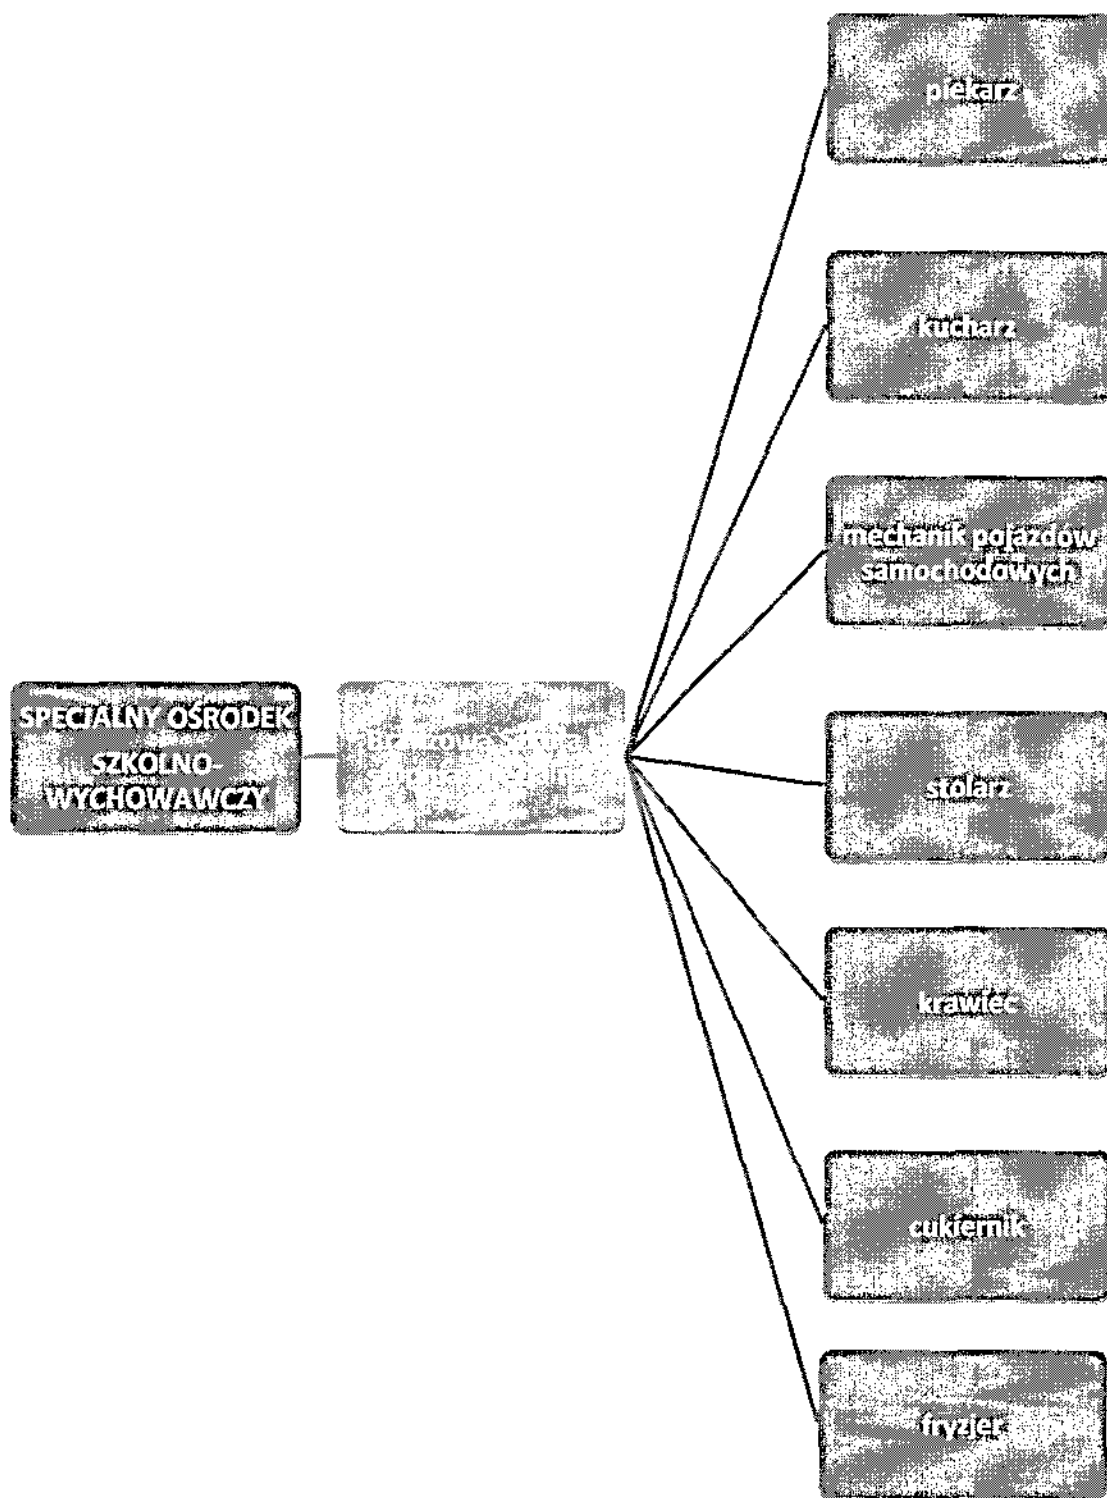 SPECJALNY OŚRODEK
SZKOLNO-
WYCHOWAWCZY
piekarz
kucharz
mechanik pojazdów
samochodowych
stolarz
krawiec
cukiernik
fryzjer